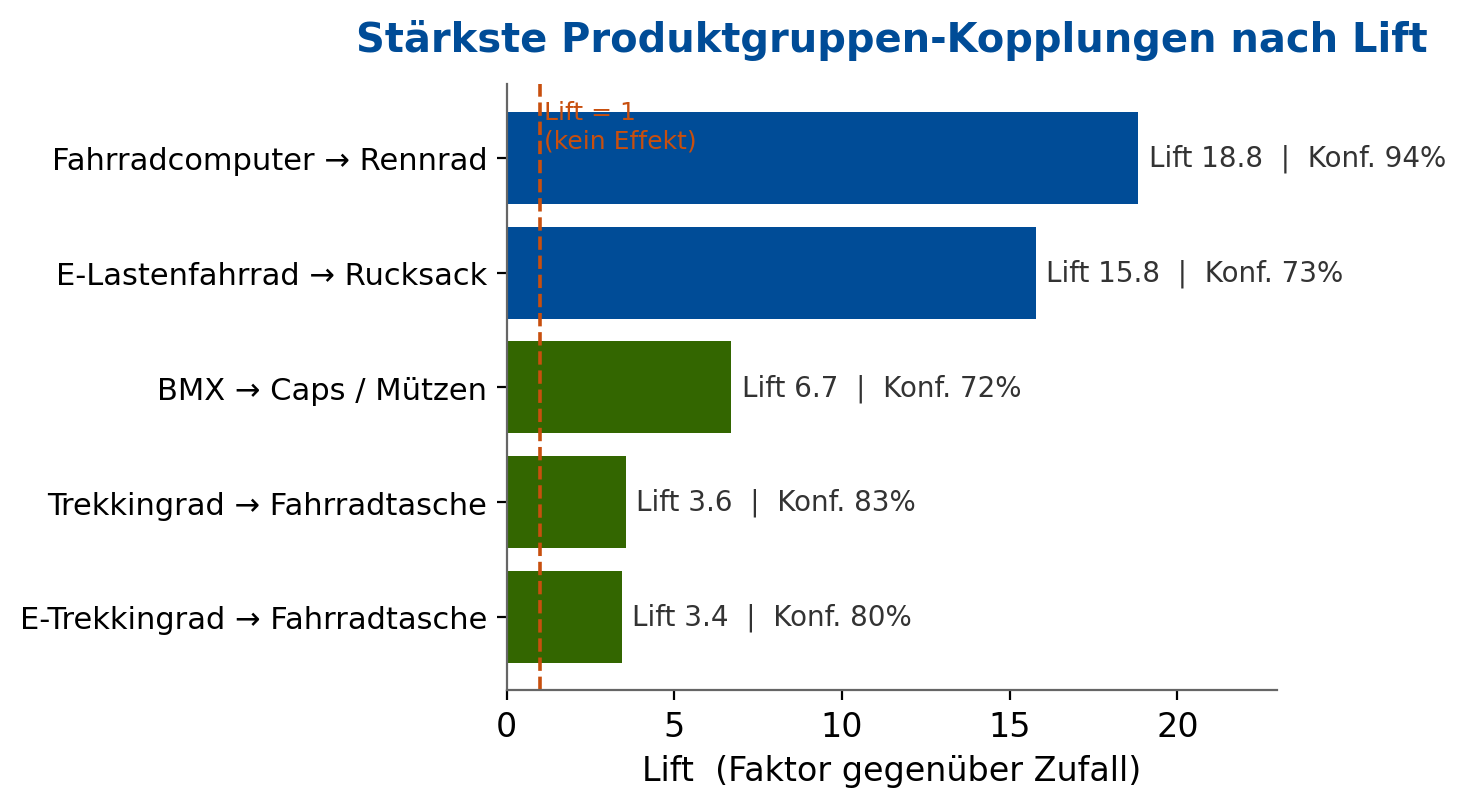 Stärkste Produktgruppen-Kopplungen nach Lift
Lift = 1
(kein Effekt)
Fahrradcomputer → Rennrad
Lift 18.8 | Konf. 94%
E-Lastenfahrrad → Rucksack
Lift 15.8 | Konf. 73%
BMX → Caps / Mützen
Lift 6.7 | Konf. 72%
Trekkingrad → Fahrradtasche
Lift 3.6 | Konf. 83%
E-Trekkingrad → Fahrradtasche
Lift 3.4 | Konf. 80%
0 5 10 15 20
Lift (Faktor gegenüber Zufall)